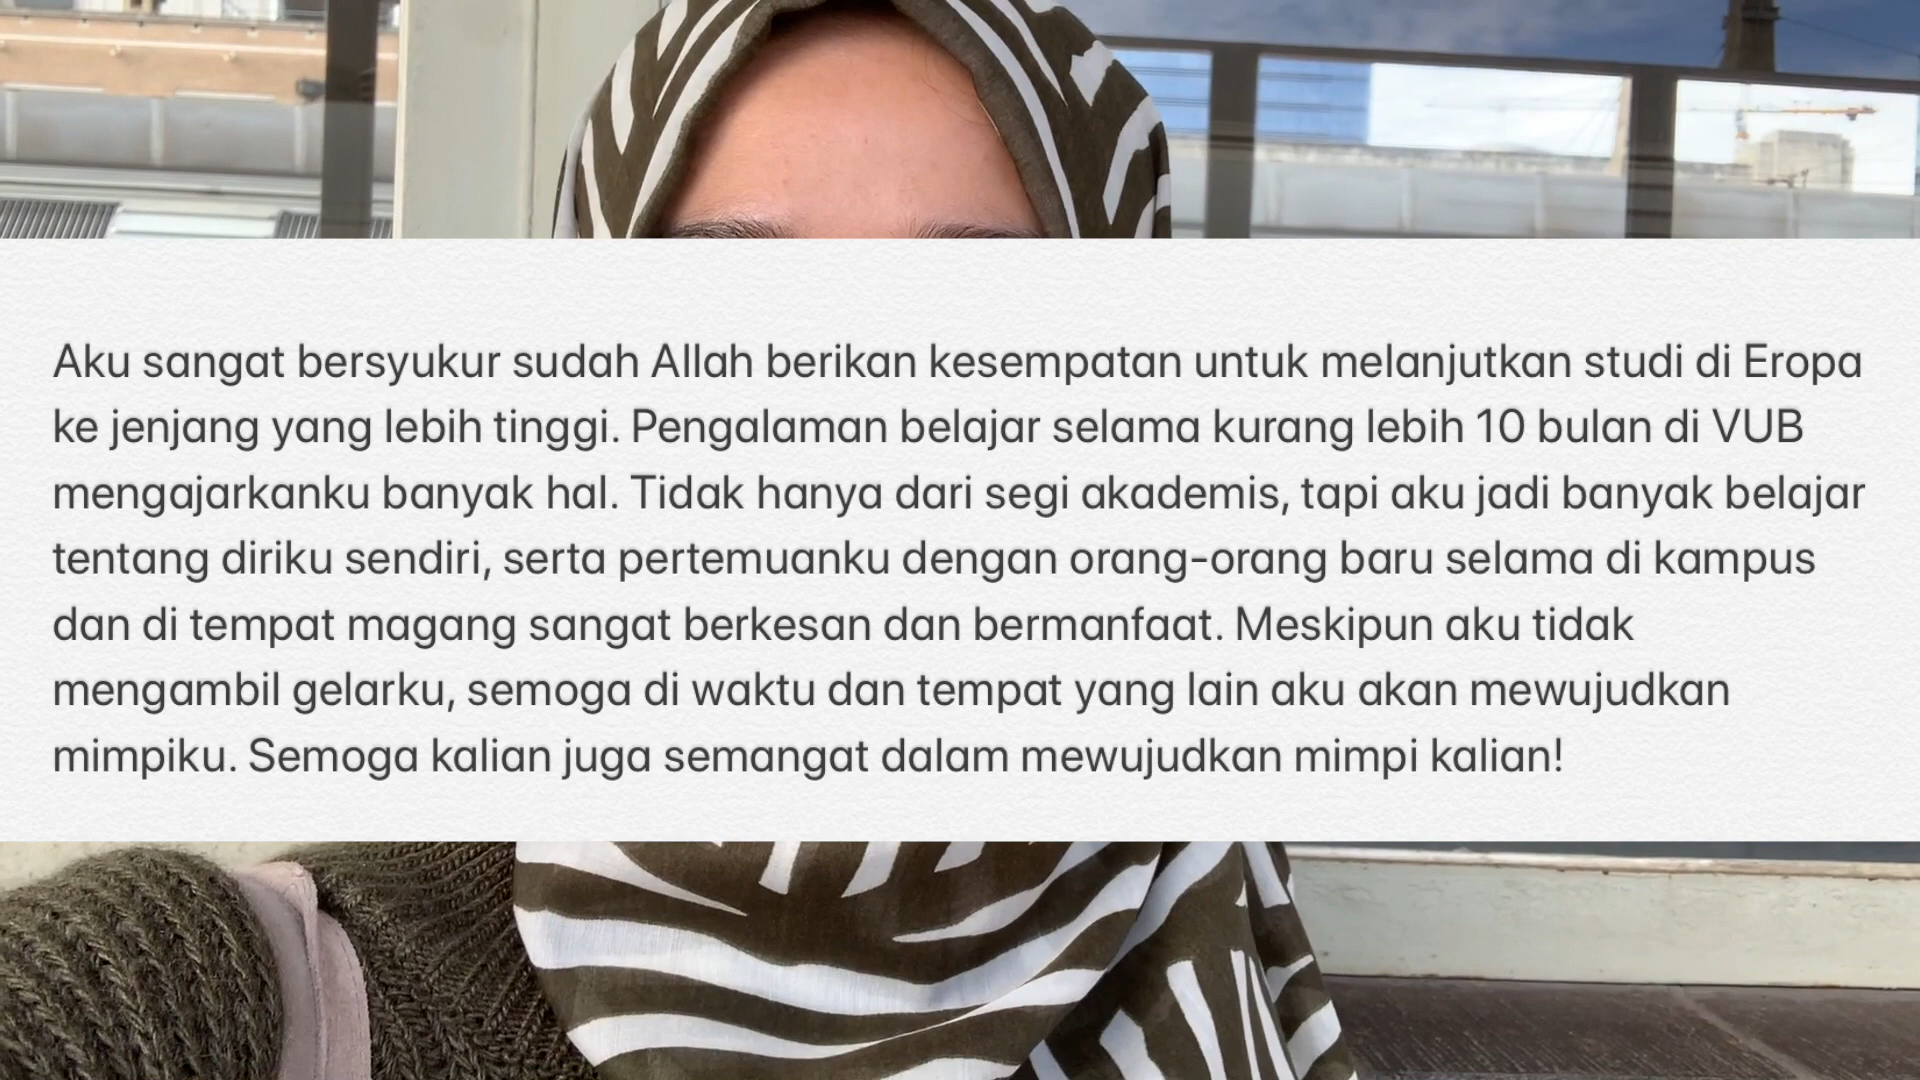 Aku sangat bersyukur sudah Allah berikan kesempatan untuk melanjutkan studi di Eropa
ke jenjang yang lebih tinggi. Pengalaman belajar selama kurang lebih 10 bulan di VUB
mengajarkanku banyak hal. Tidak hanya dari segi akademis, tapi aku jadi banyak belajar
tentang diriku sendiri, serta pertemuanku dengan orang-orang baru selama di kampus
dan di tempat magang sangat berkesan dan bermanfaat. Meskipun aku tidak
mengambil gelarku, semoga di waktu dan tempat yang lain aku akan mewujudkan
mimpiku. Semoga kalian juga semangat dalam mewujudkan mimpi kalian!